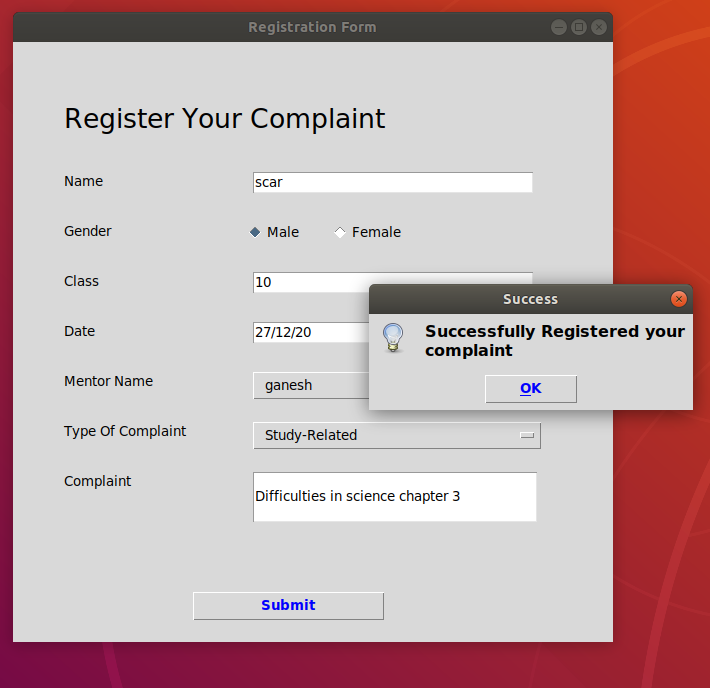 Registration Form
Register Your Complaint
Name
scar
Gender
Male
Female
Class
10
Date
27/12/20
Mentor Name
ganesh
Type Of Complaint
Study-Related
Complaint
Difficulties in science chapter 3
Submit
Success
Successfully Registered your
complaint
OK